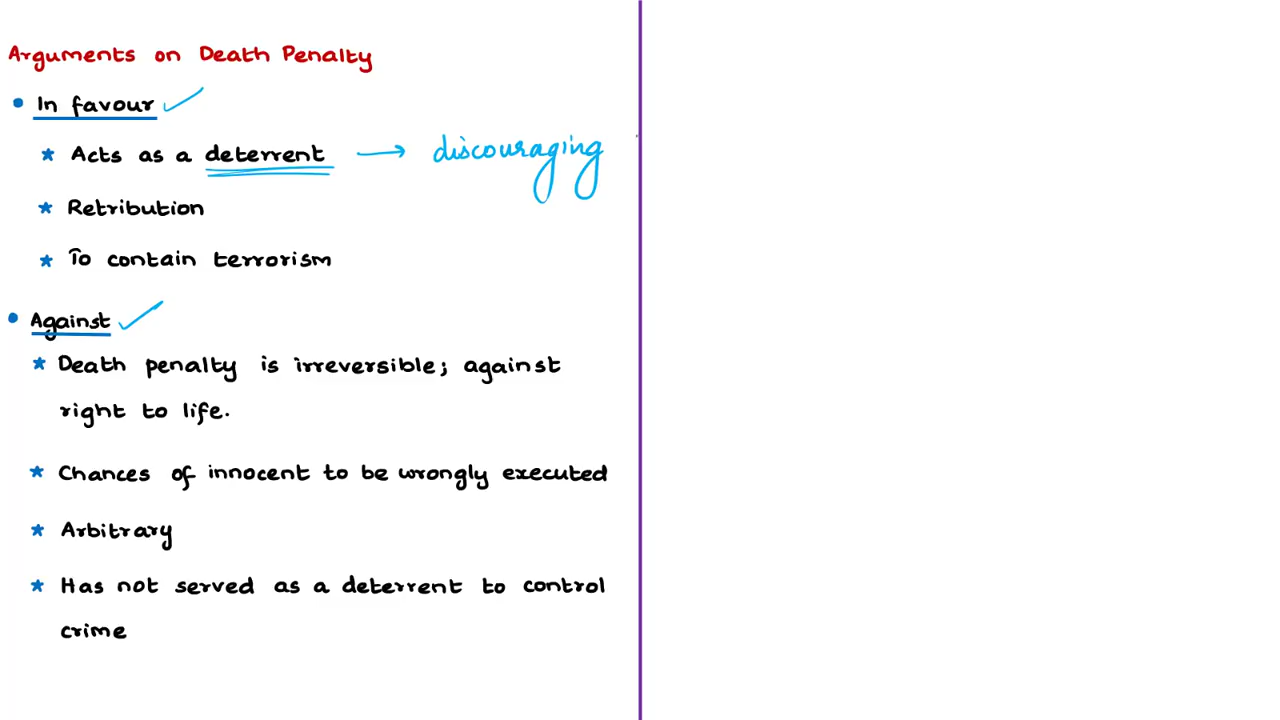 Arguments on Death Penalty
• In favour
* Acts as a deterrent → discouraging
* Retribution
* To contain terrorism
• Against
* Death penalty is irreversible; against
right to life.
* Chances of innocent to be wrongly executed
* Arbitrary
* Has not served as a deterrent to control
crime